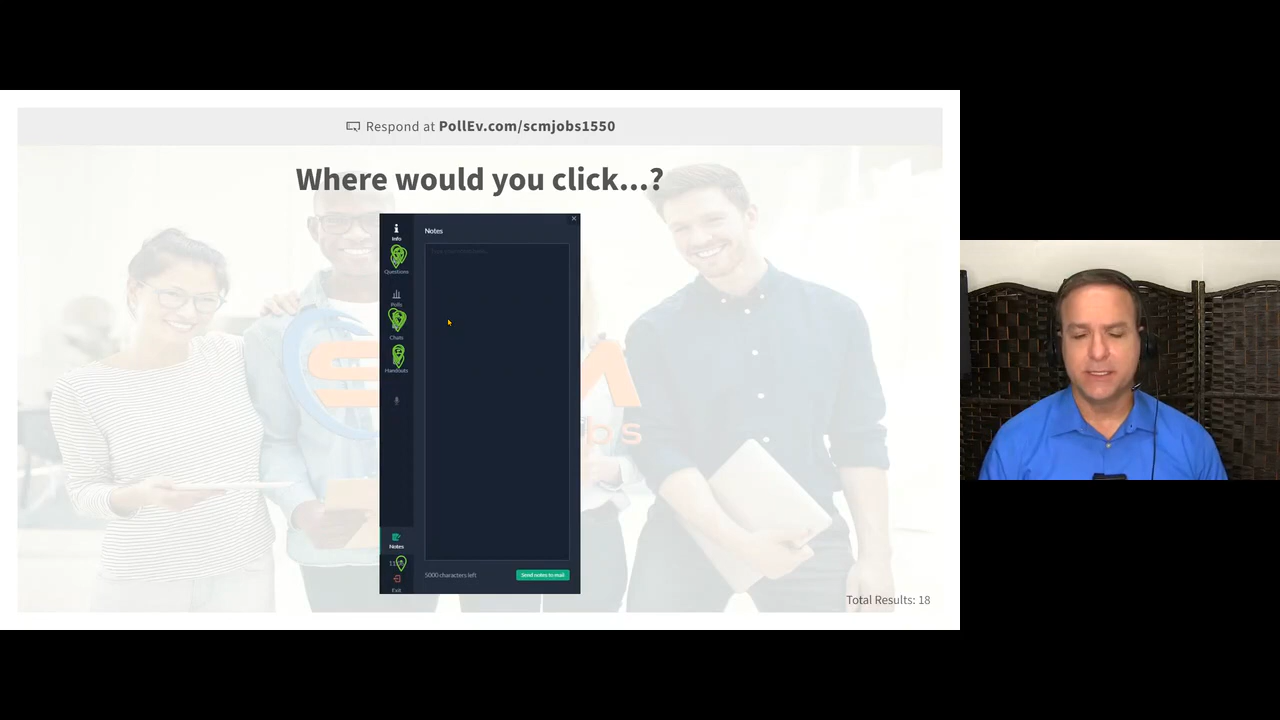 Respond at PollEv.com/scmjobs1550
Where would you click...?
Info
Notes
Questions
Polls
Chats
Handouts
Notes
Exit
5000 characters left
Send notes to mail
Total Results: 18